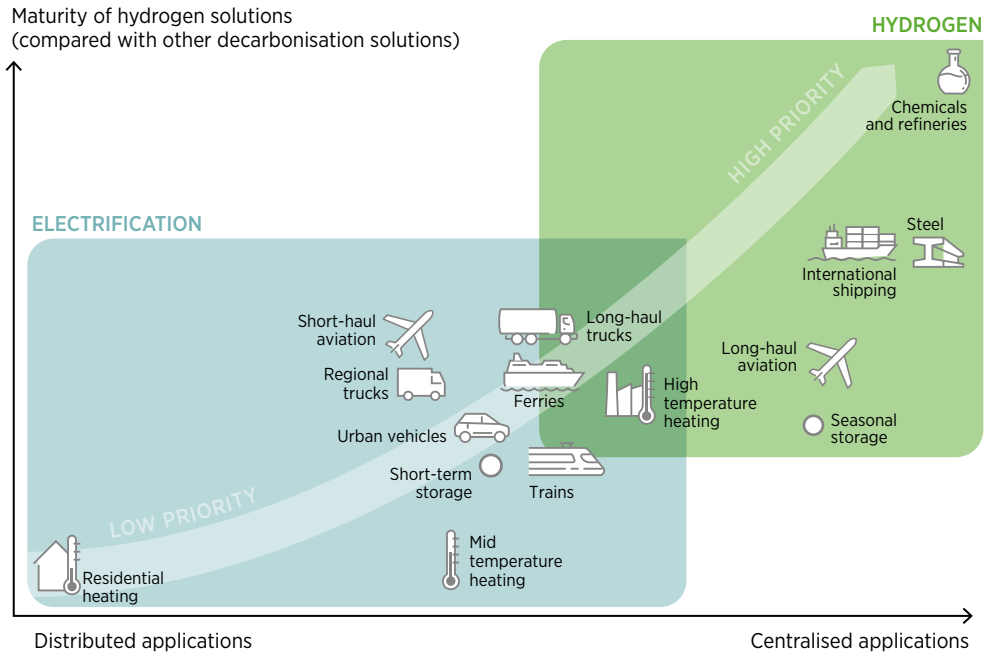 Maturity of hydrogen solutions
(compared with other decarbonisation solutions)
HYDROGEN
HIGH PRIORITY
Chemicals
and refineries
ELECTRIFICATION
Steel
International
shipping
Short-haul
aviation
Long-haul
trucks
Long-haul
aviation
Regional
trucks
Ferries
High
temperature
heating
Urban vehicles
Seasonal
storage
Short-term
storage
Trains
LOW PRIORITY
Mid
temperature
heating
Residential
heating
Distributed applications
Centralised applications